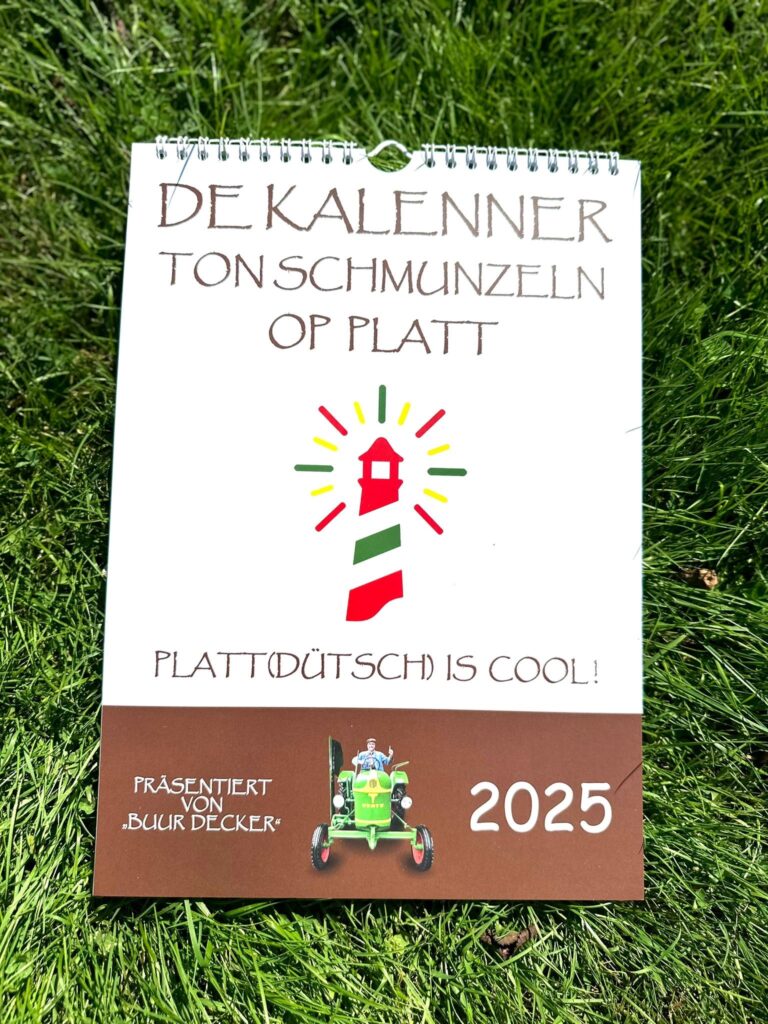 DE KALENNER
TON SCHMUNZELN
OP PLATT
PLATT(DÜTSCH) IS COOL!
PRÄSENTIERT
VON
„BUUR DECKER“
2025